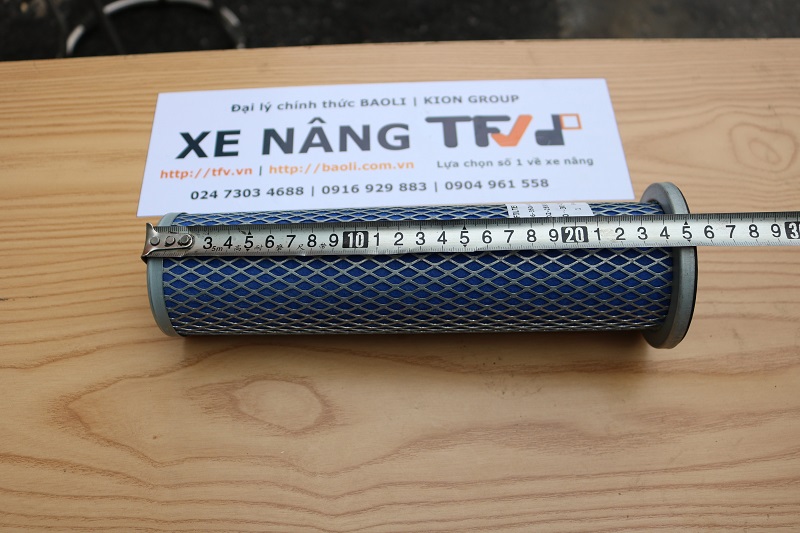 Đại lý chính thức BAOLI | KION GROUP
XE NÂNG TFV
http://tfv.vn | http://baoli.com.vn
Lựa chọn số 1 về xe nâng
024 7303 4688 | 0916 929 883 | 0904 961 558
3 4 5 6 7 8 9 10 1 2 3 4 5 6 7 8 9 20 1 2 3 4 5 6 7 8 9 3
5m